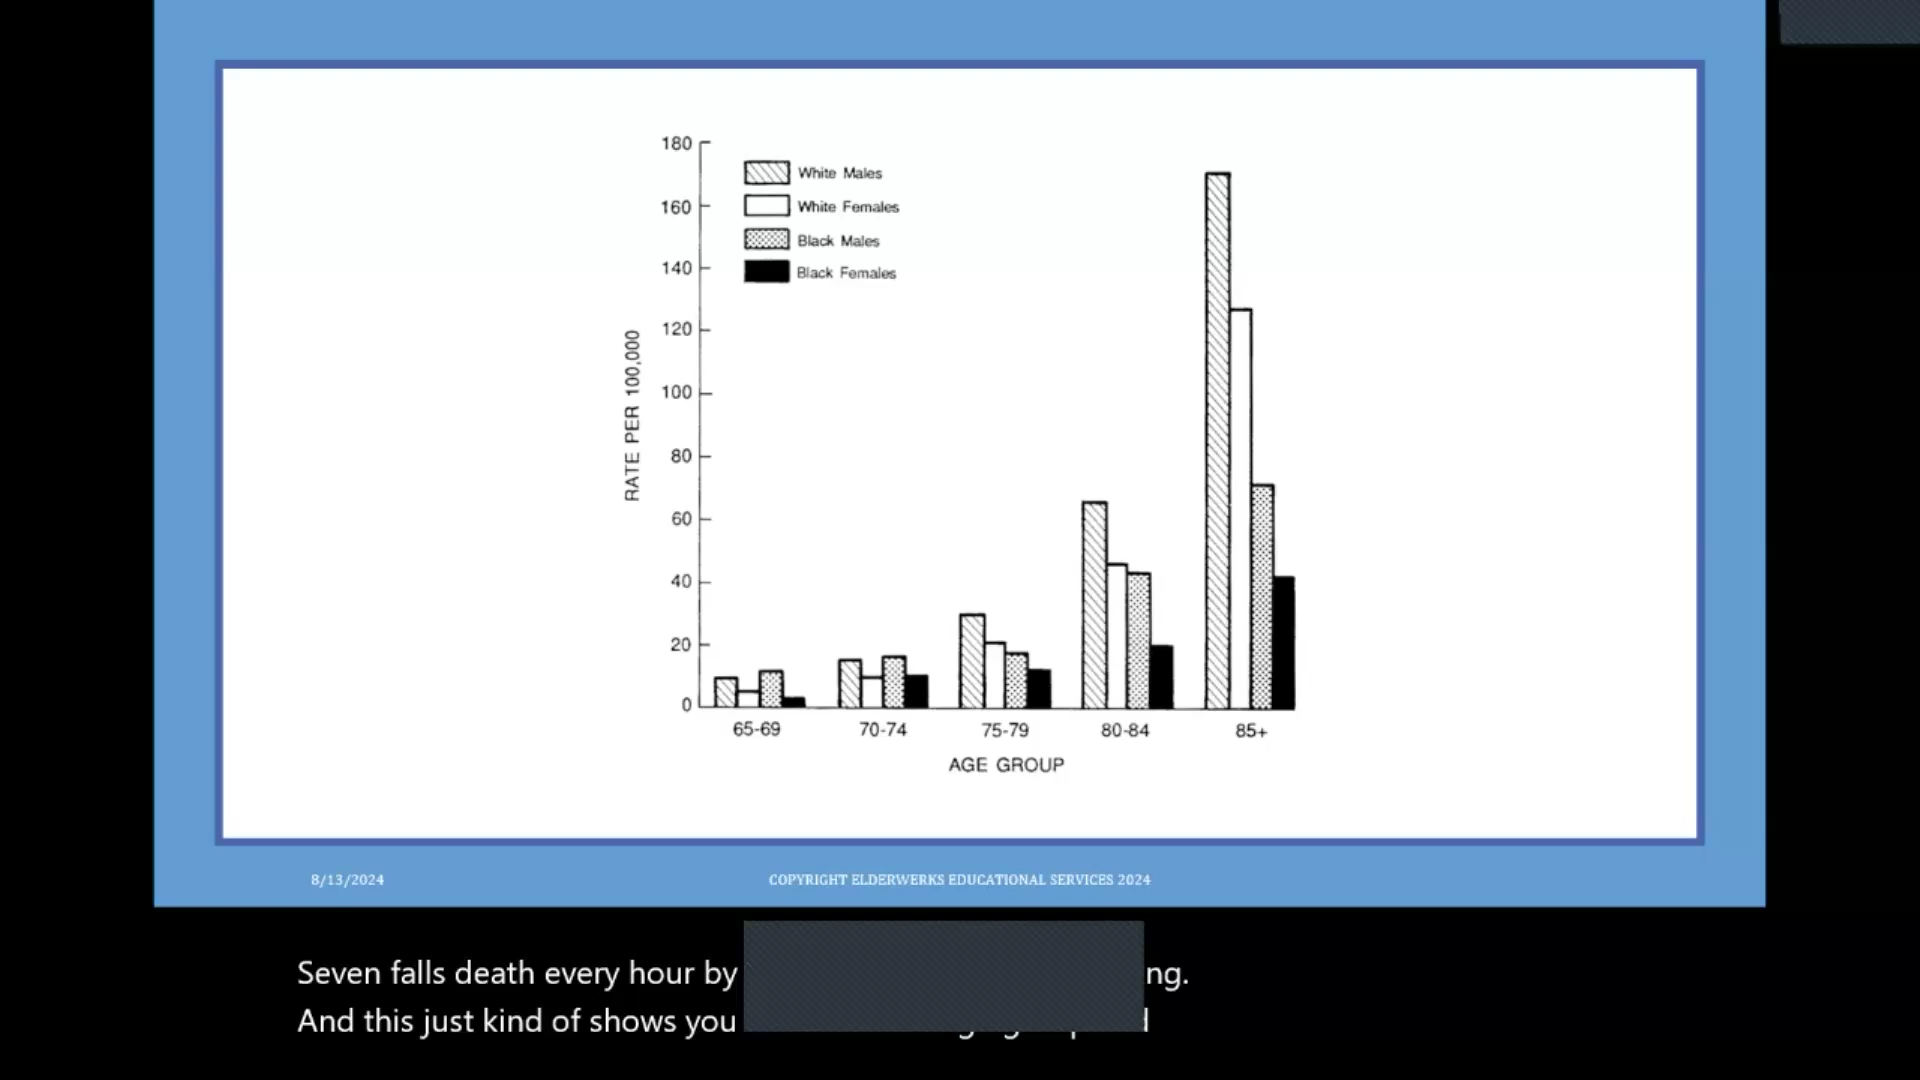 180
160
140
120
100
80
60
40
20
0
RATE PER 100,000
White Males
White Females
Black Males
Black Females
65-69
70-74
75-79
80-84
85+
AGE GROUP
8/13/2024
COPYRIGHT ELDERWERKS EDUCATIONAL SERVICES 2024
Seven falls death every hour by
And this just kind of shows you